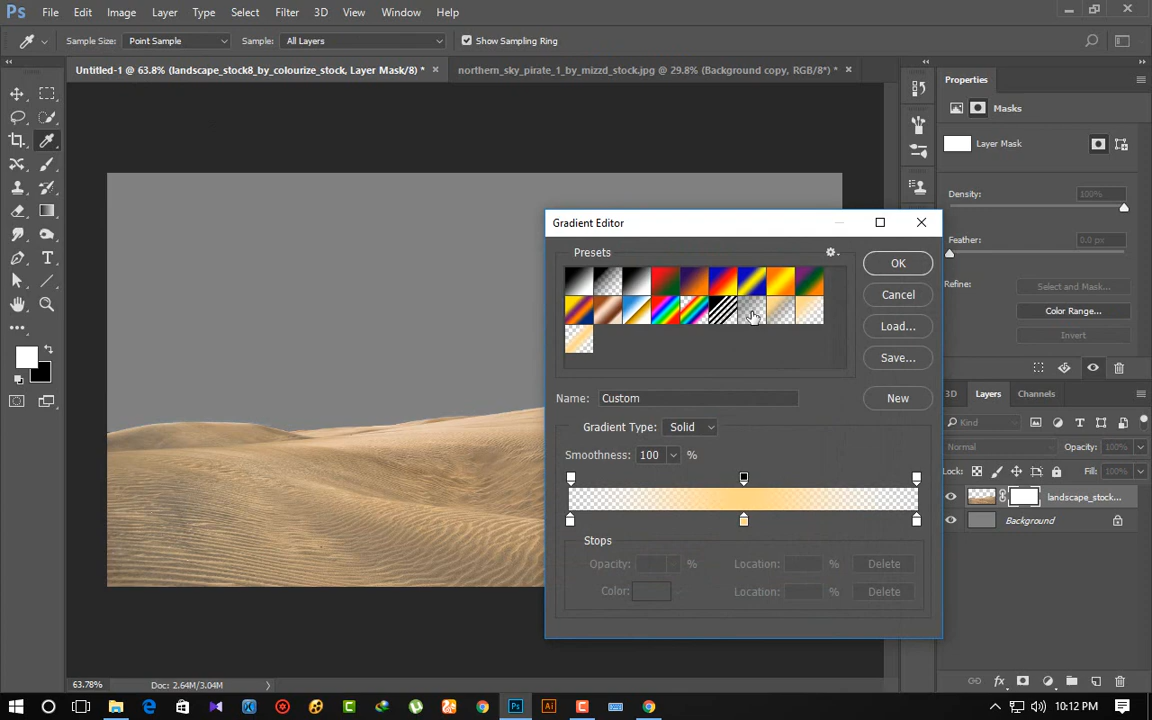 Ps File Edit Image Layer Type Select Filter 3D View Window Help
Sample Size: Point Sample Sample: All Layers Show Sampling Ring
Untitled-1 @ 63.8% (landscape_stock8_by_colourize_stock, Layer Mask/8) *
northern_sky_pirate_1_by_mizzd_stock.jpg @ 29.8% (Background copy, RGB/8*) *
Properties
Masks
Layer Mask
Density: 100%
Feather: 0.0 px
Refine: Select and Mask...
Color Range...
Invert
Gradient Editor
Presets
OK
Cancel
Load...
Save...
Name: Custom
New
Gradient Type: Solid
Smoothness: 100 %
Stops
Opacity: % Location: % Delete
Color: Location: % Delete
3D Layers Channels
Kind
Normal Opacity: 100%
Lock: Fill: 100%
landscape_stock...
Background
63.78% Doc: 2.64M/3.04M
Ps Ai 10:12 PM